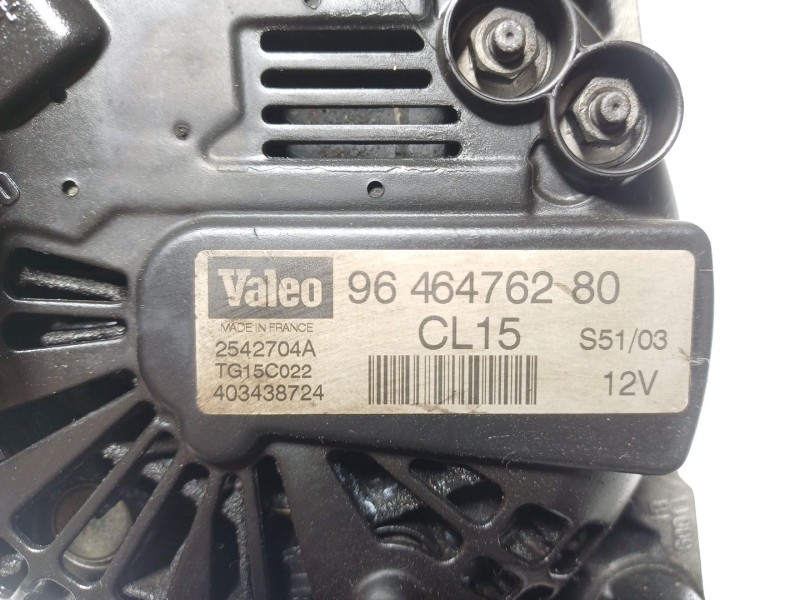 Valeo
96 464762 80
MADE IN FRANCE
CL15
S51/03
2542704A
TG15C022
403438724
12V